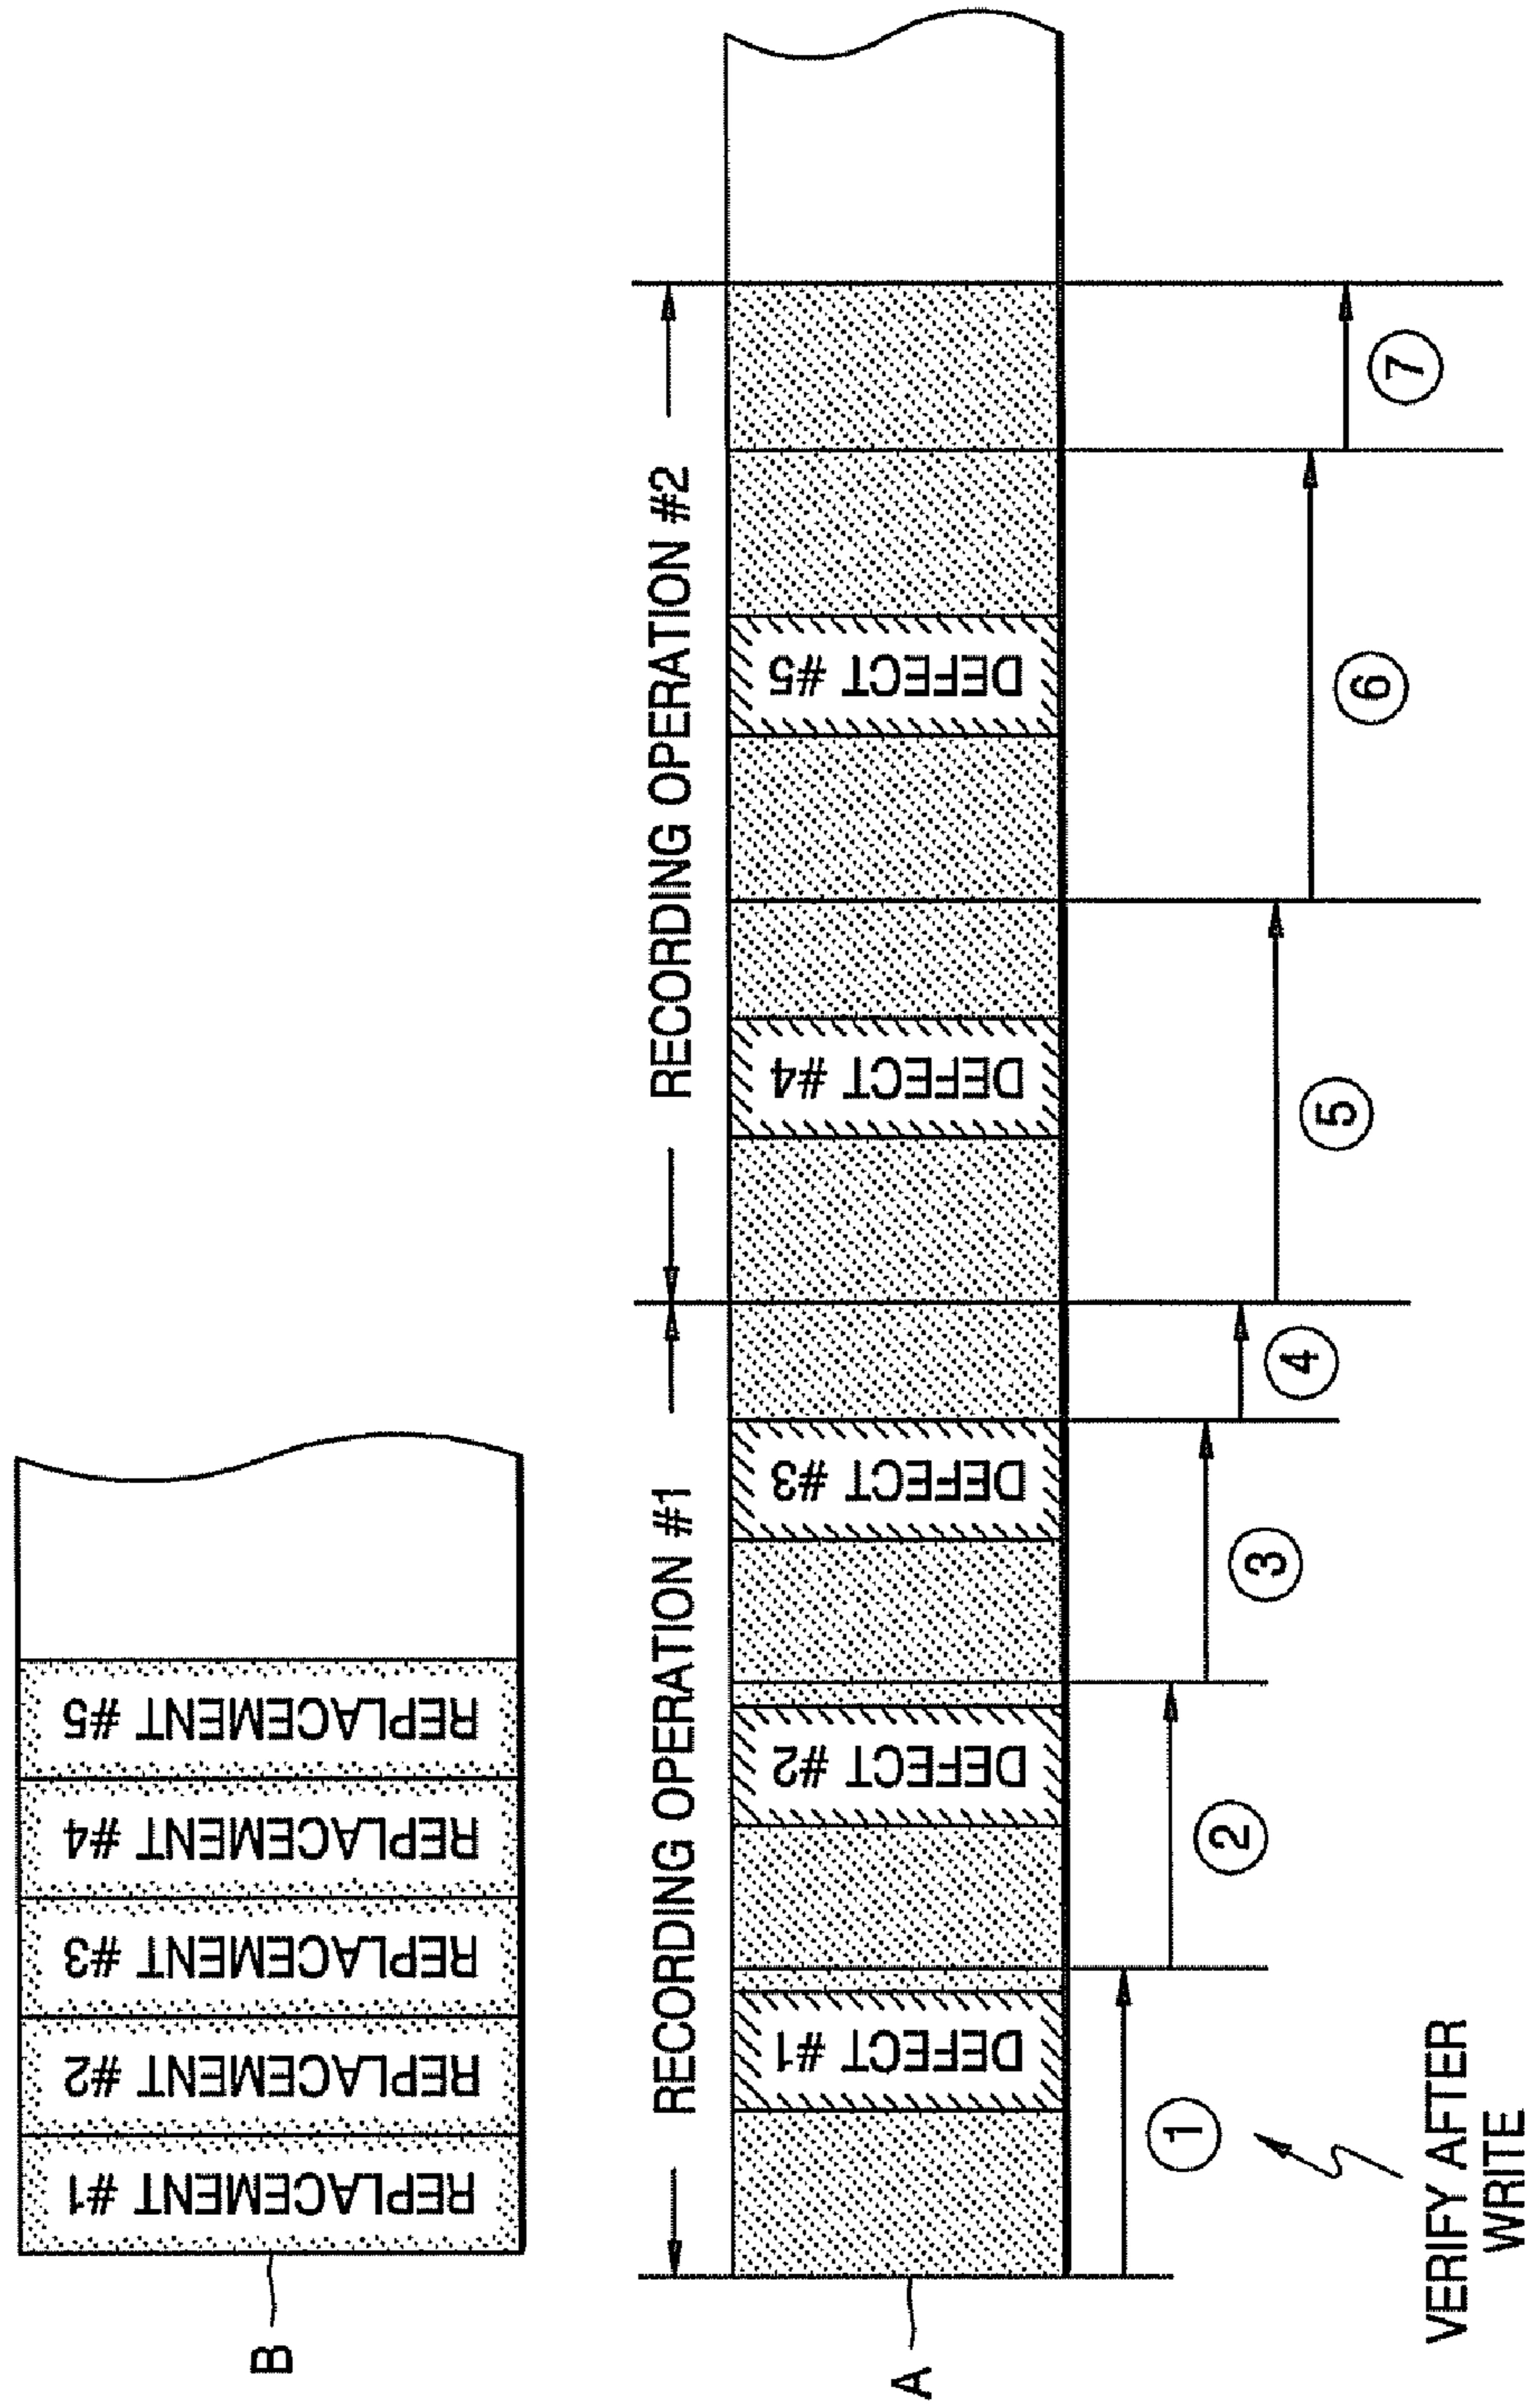 REPLACEMENT #1
REPLACEMENT #2
REPLACEMENT #3
REPLACEMENT #4
REPLACEMENT #5
B
RECORDING OPERATION #1
RECORDING OPERATION #2
DEFECT #1
DEFECT #2
DEFECT #3
DEFECT #4
DEFECT #5
A
1
2
3
4
5
6
7
VERIFY AFTER
WRITE